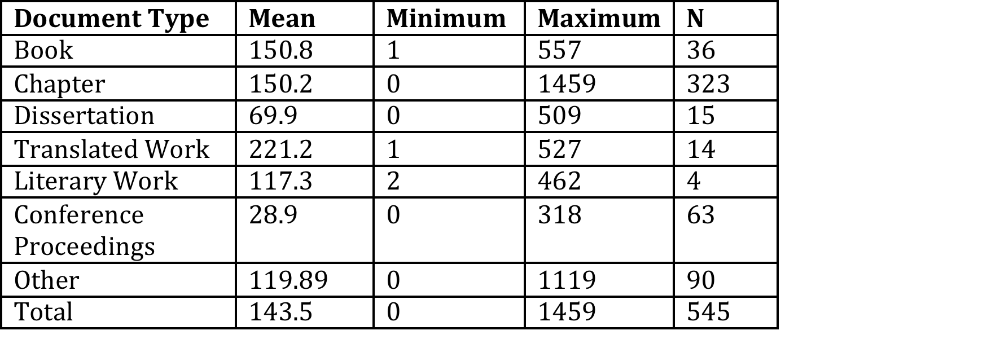 Document Type Mean Minimum Maximum N
Book 150.8 1 557 36
Chapter 150.2 0 1459 323
Dissertation 69.9 0 509 15
Translated Work 221.2 1 527 14
Literary Work 117.3 2 462 4
Conference 28.9 0 318 63
Proceedings
Other 119.89 0 1119 90
Total 143.5 0 1459 545